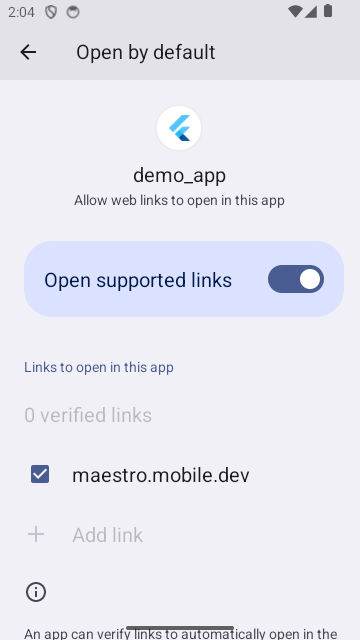 2:04
Open by default
demo_app
Allow web links to open in this app
Open supported links
Links to open in this app
0 verified links
maestro.mobile.dev
Add link
An app can verify links to automatically open in the